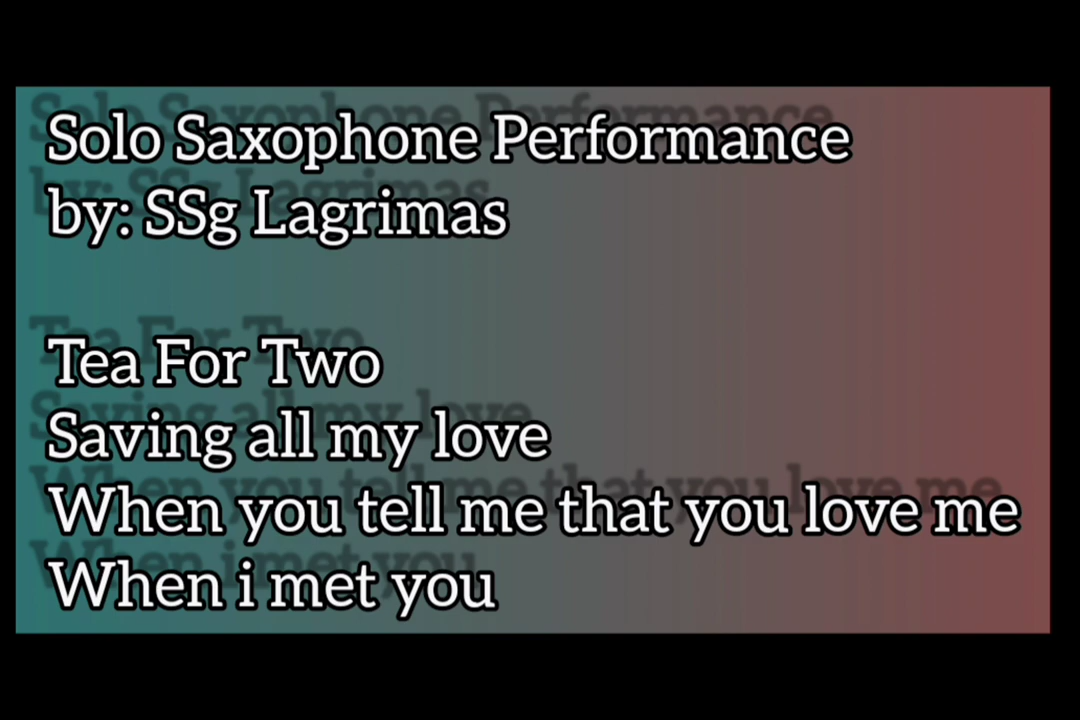 Solo Saxophone Performance
by: SSg Lagrimas
Tea For Two
Saving all my love
When you tell me that you love me
When i met you